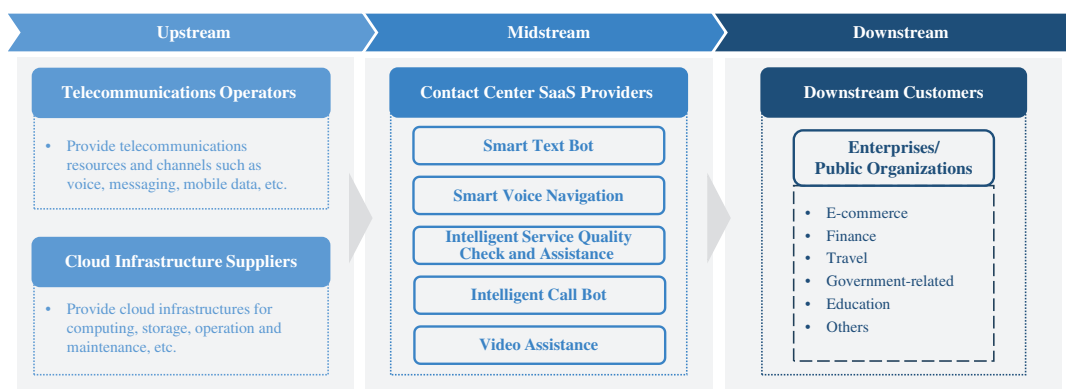 Upstream
Midstream
Downstream
Telecommunications Operators
• Provide telecommunications
resources and channels such as
voice, messaging, mobile data, etc.
Cloud Infrastructure Suppliers
• Provide cloud infrastructures for
computing, storage, operation and
maintenance, etc.
Contact Center SaaS Providers
Smart Text Bot
Smart Voice Navigation
Intelligent Service Quality
Check and Assistance
Intelligent Call Bot
Video Assistance
Downstream Customers
Enterprises/
Public Organizations
• E-commerce
• Finance
• Travel
• Government-related
• Education
• Others